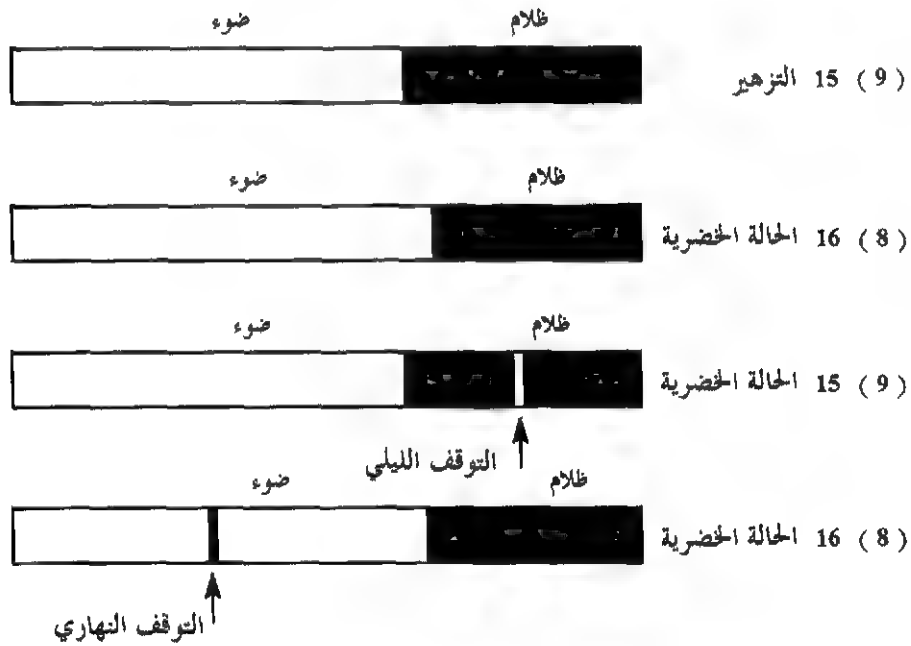 ظلام ضوء
( 9 ) 15 التزهير
ظلام ضوء
( 8 ) 16 الحالة الخضرية
ظلام ضوء
( 9 ) 15 الحالة الخضرية
التوقف الليلي
ظلام ضوء
( 8 ) 16 الحالة الخضرية
التوقف النهاري